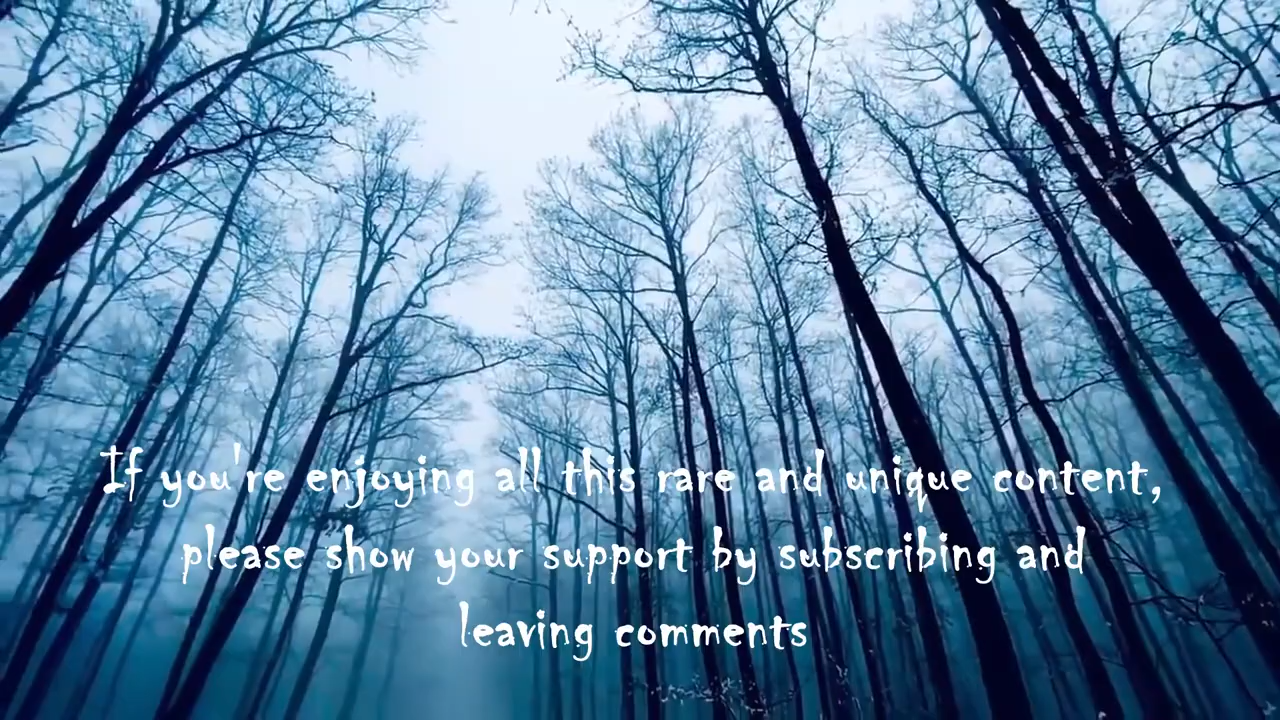 If you're enjoying all this rare and unique content,
please show your support by subscribing and
leaving comments